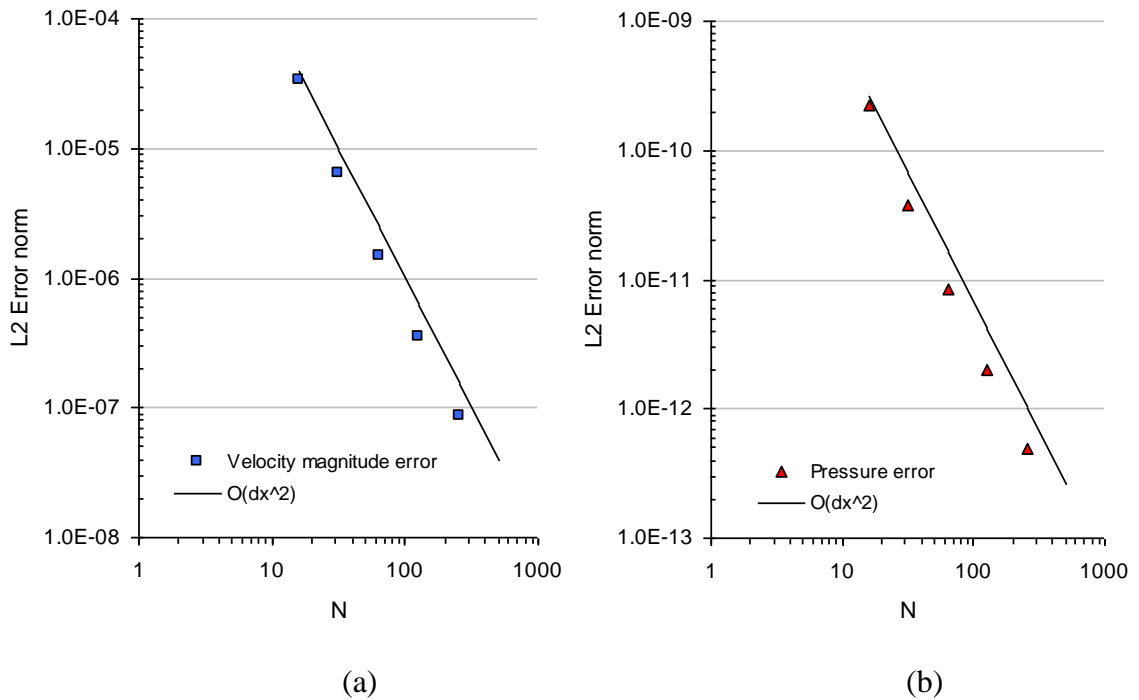 1.0E-04
1.0E-05
1.0E-06
1.0E-07
1.0E-08
L2 Error norm
1
10
100
1000
N
Velocity magnitude error
O(dx^2)
(a)
1.0E-09
1.0E-10
1.0E-11
1.0E-12
1.0E-13
L2 Error norm
1
10
100
1000
N
Pressure error
O(dx^2)
(b)